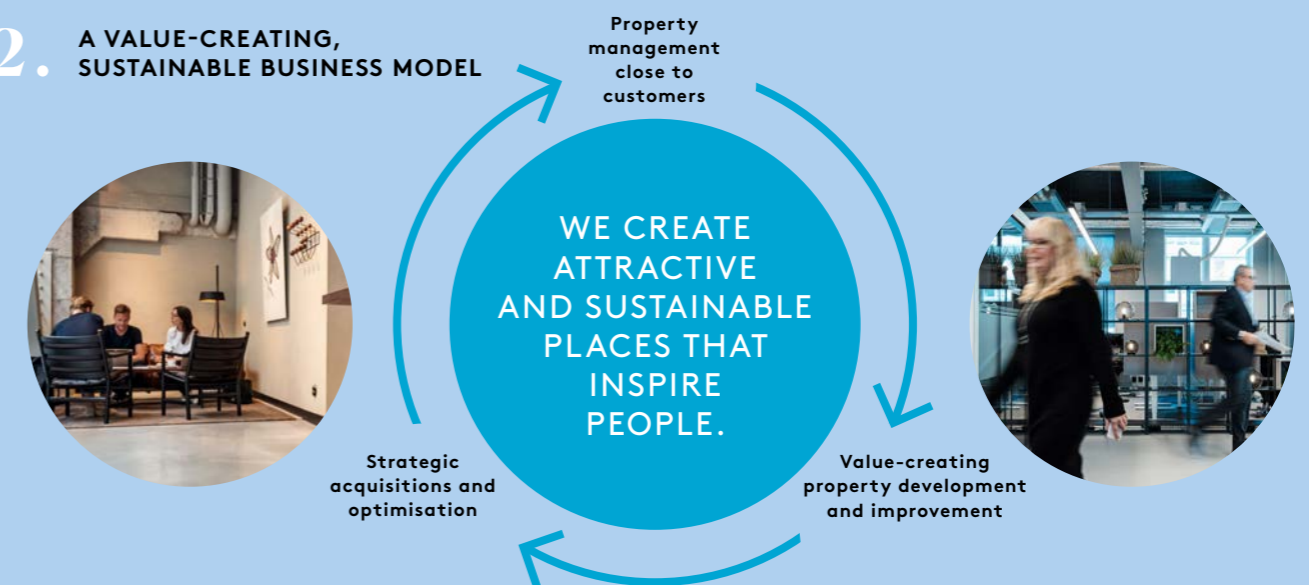 2.
A VALUE-CREATING,
SUSTAINABLE BUSINESS MODEL
Property
management
close to
customers
WE CREATE
ATTRACTIVE
AND SUSTAINABLE
PLACES THAT
INSPIRE
PEOPLE.
Strategic
acquisitions and
optimisation
Value-creating
property development
and improvement